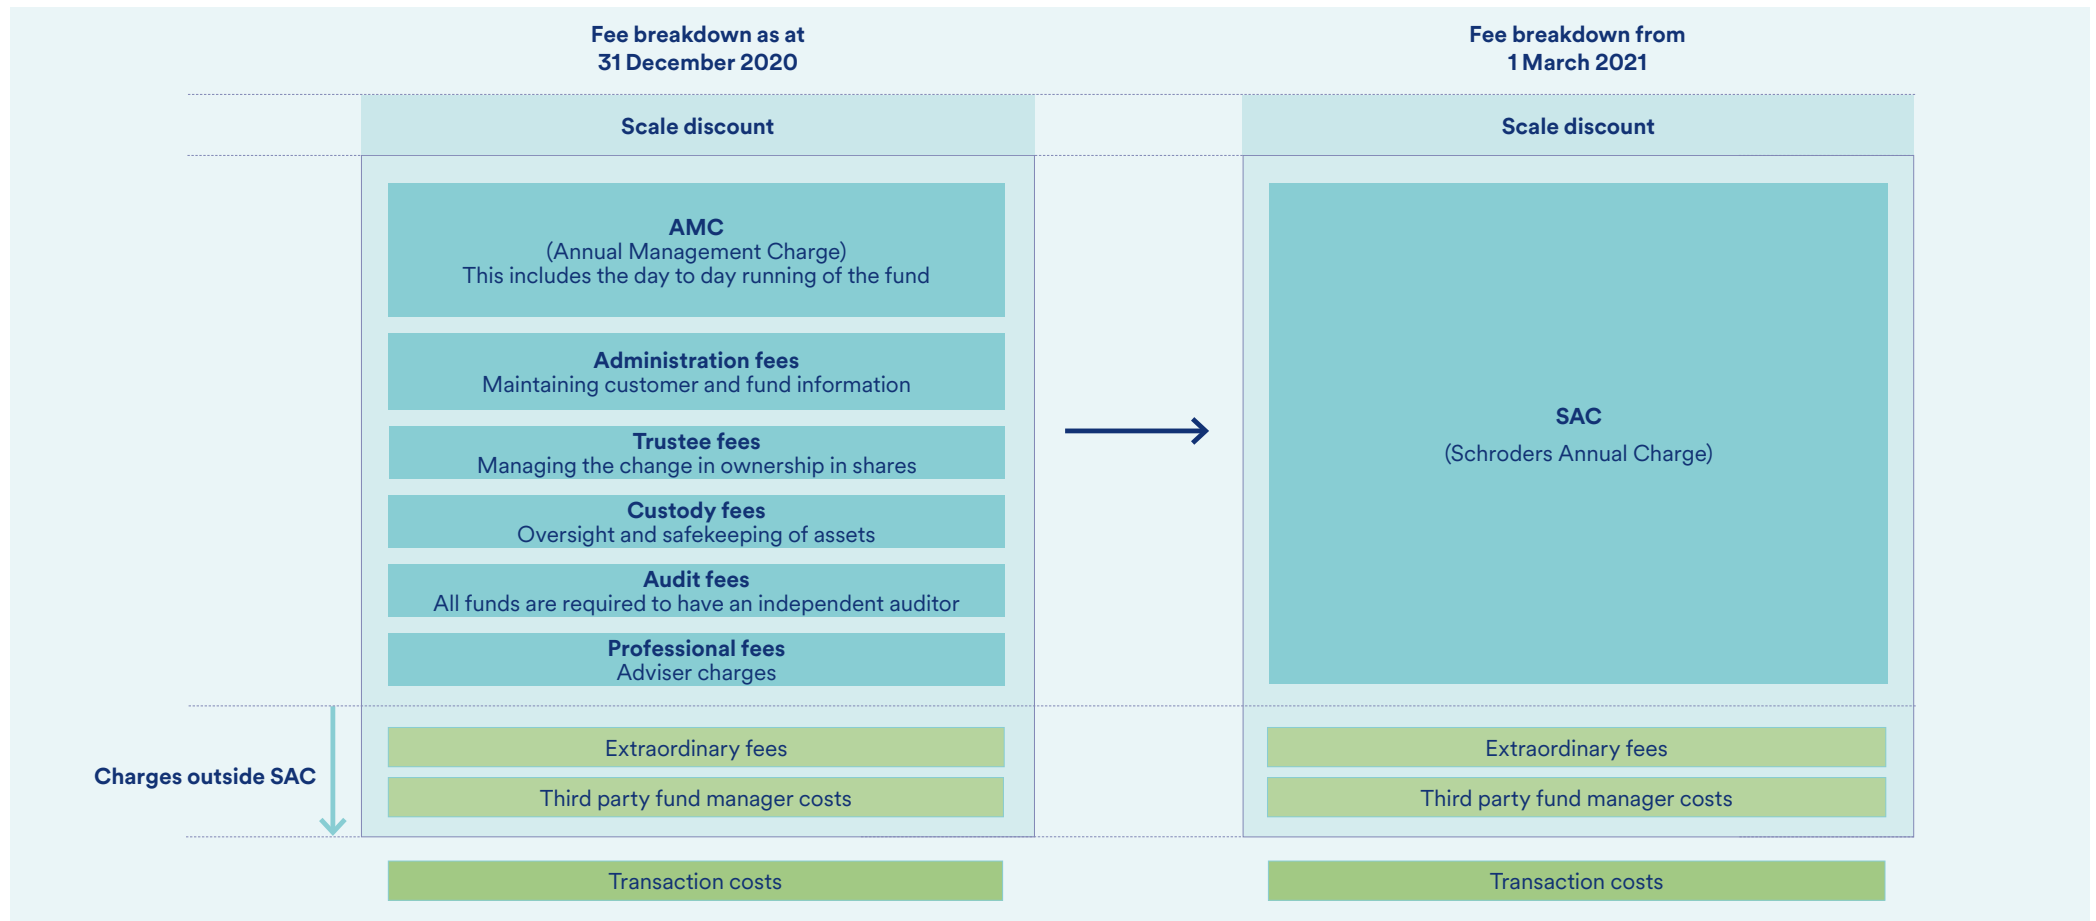 Fee breakdown as at
31 December 2020
Scale discount
AMC
(Annual Management Charge)
This includes the day to day running of the fund
Administration fees
Maintaining customer and fund information
Trustee fees
Managing the change in ownership in shares
Custody fees
Oversight and safekeeping of assets
Audit fees
All funds are required to have an independent auditor
Professional fees
Adviser charges
Charges outside SAC
Extraordinary fees
Third party fund manager costs
Transaction costs
Fee breakdown from
1 March 2021
Scale discount
SAC
(Schroders Annual Charge)
Extraordinary fees
Third party fund manager costs
Transaction costs